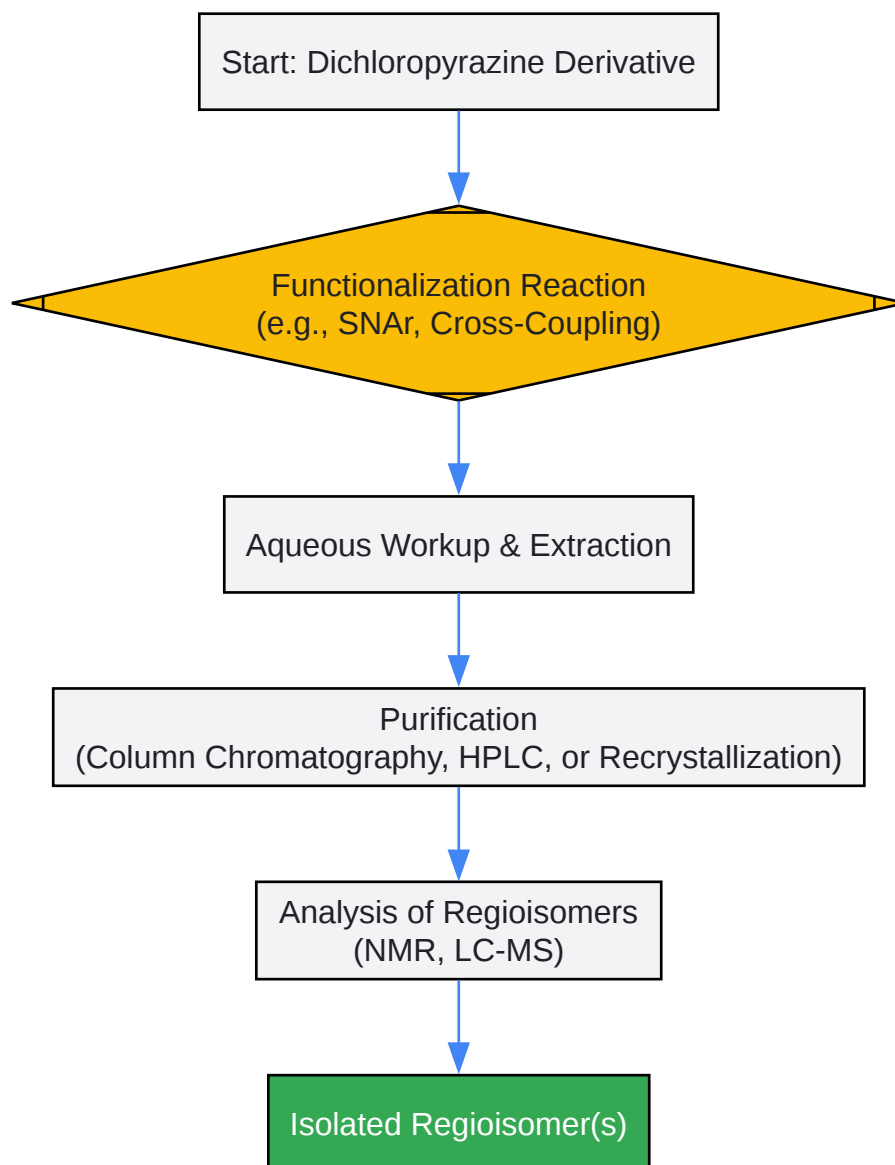 Start: Dichloropyrazine Derivative
Functionalization Reaction
(e.g., SNAr, Cross-Coupling)
Aqueous Workup & Extraction
Purification
(Column Chromatography, HPLC, or Recrystallization)
Analysis of Regioisomers
(NMR, LC-MS)
Isolated Regioisomer(s)